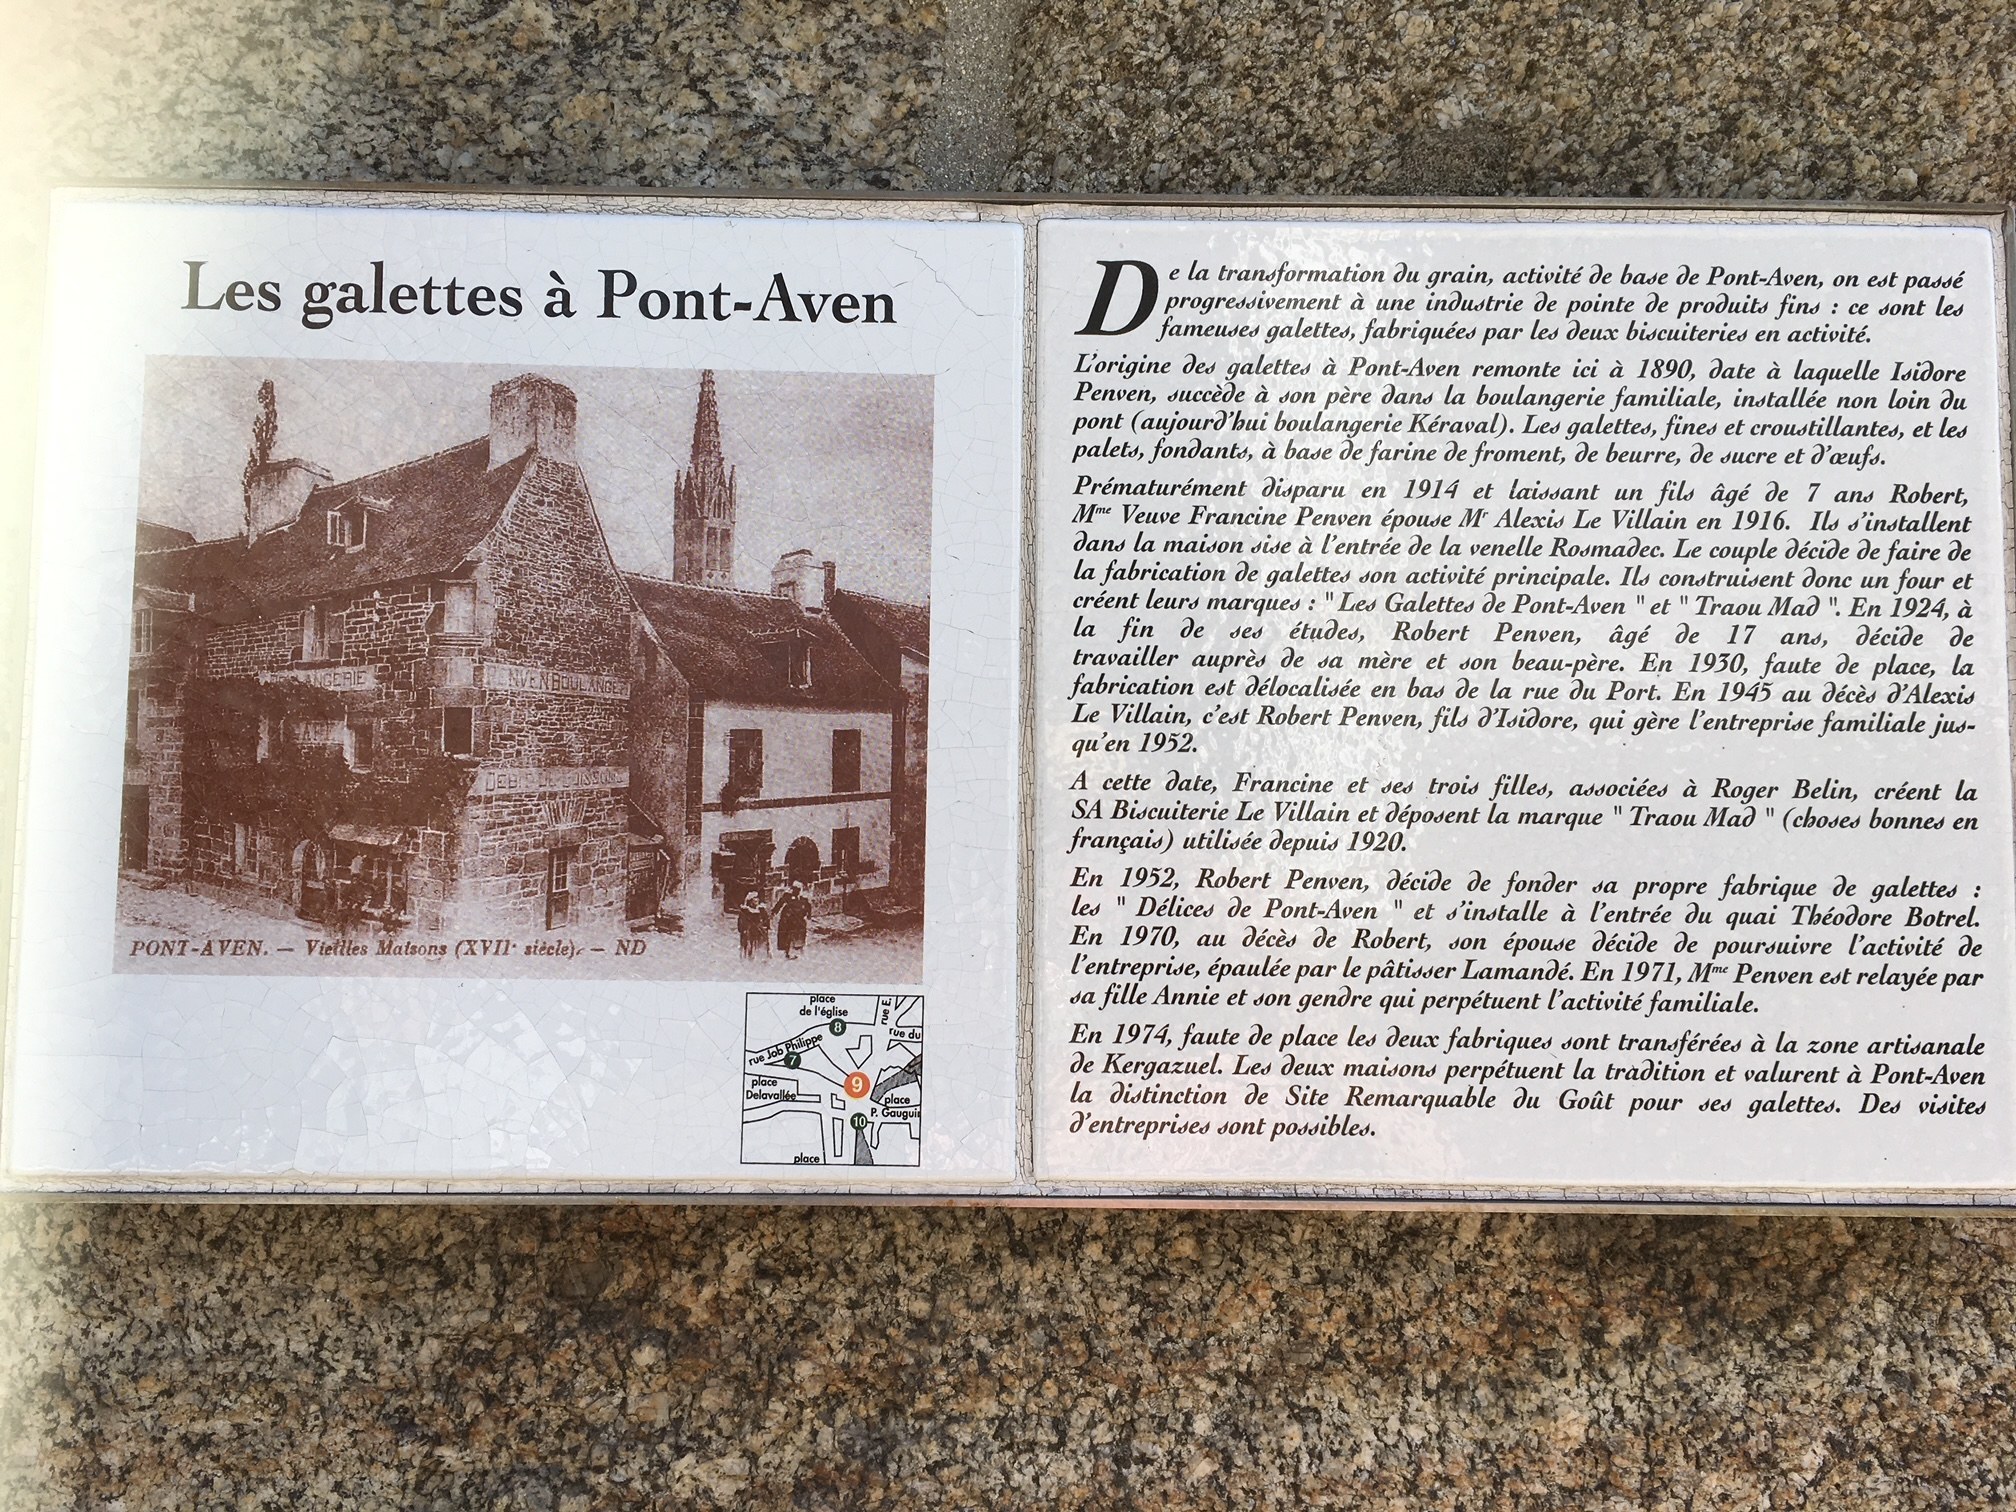 Les galettes à Pont-Aven
BOULANGER
PONT-AVEN. — Vieilles Maisons (XVIIe siècle). — ND
place
de l'église
rue E.
8
rue du
rue Job Philippe
7
9
place
Delavallée
place
P. Gauguin
10
place
De la transformation du grain, activité de base de Pont-Aven, on est passé
progressivement à une industrie de pointe de produits fins : ce sont les
fameuses galettes, fabriquées par les deux biscuiteries en activité.
L'origine des galettes à Pont-Aven remonte ici à 1890, date à laquelle Isidore
Penven, succède à son père dans la boulangerie familiale, installée non loin du
pont (aujourd'hui boulangerie Kéraval). Les galettes, fines et croustillantes, et les
palets, fondants, à base de farine de froment, de beurre, de sucre et d'œufs.
Prématurément disparu en 1914 et laissant un fils âgé de 7 ans Robert,
Mme Veuve Francine Penven épouse Mr Alexis Le Villain en 1916. Ils s'installent
dans la maison sise à l'entrée de la venelle Rosmadec. Le couple décide de faire de
la fabrication de galettes son activité principale. Ils construisent donc un four et
créent leurs marques : " Les Galettes de Pont-Aven " et " Traou Mad ". En 1924, à
la fin de ses études, Robert Penven, âgé de 17 ans, décide de
travailler auprès de sa mère et son beau-père. En 1930, faute de place, la
fabrication est délocalisée en bas de la rue du Port. En 1945 au décès d'Alexis
Le Villain, c'est Robert Penven, fils d'Isidore, qui gère l'entreprise familiale jus-
qu'en 1952.
A cette date, Francine et ses trois filles, associées à Roger Belin, créent la
SA Biscuiterie Le Villain et déposent la marque " Traou Mad " (choses bonnes en
français) utilisée depuis 1920.
En 1952, Robert Penven, décide de fonder sa propre fabrique de galettes :
les " Délices de Pont-Aven " et s'installe à l'entrée du quai Théodore Botrel.
En 1970, au décès de Robert, son épouse décide de poursuivre l'activité de
l'entreprise, épaulée par le pâtisser Lamandé. En 1971, Mme Penven est relayée par
sa fille Annie et son gendre qui perpétuent l'activité familiale.
En 1974, faute de place les deux fabriques sont transférées à la zone artisanale
de Kergazuel. Les deux maisons perpétuent la tradition et valurent à Pont-Aven
la distinction de Site Remarquable du Goût pour ses galettes. Des visites
d'entreprises sont possibles.